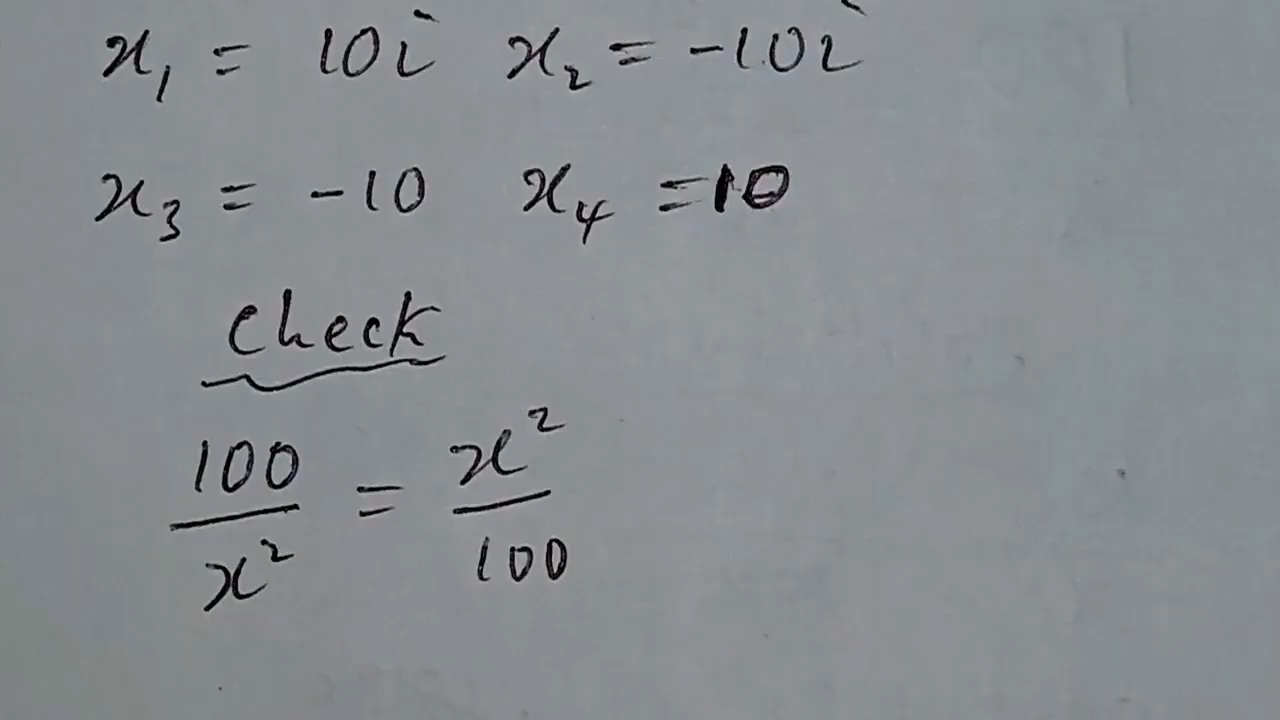 x₁ = 10i x₂ = -10i
x₃ = -10 x₄ = 10
Check
100/x² = x²/100